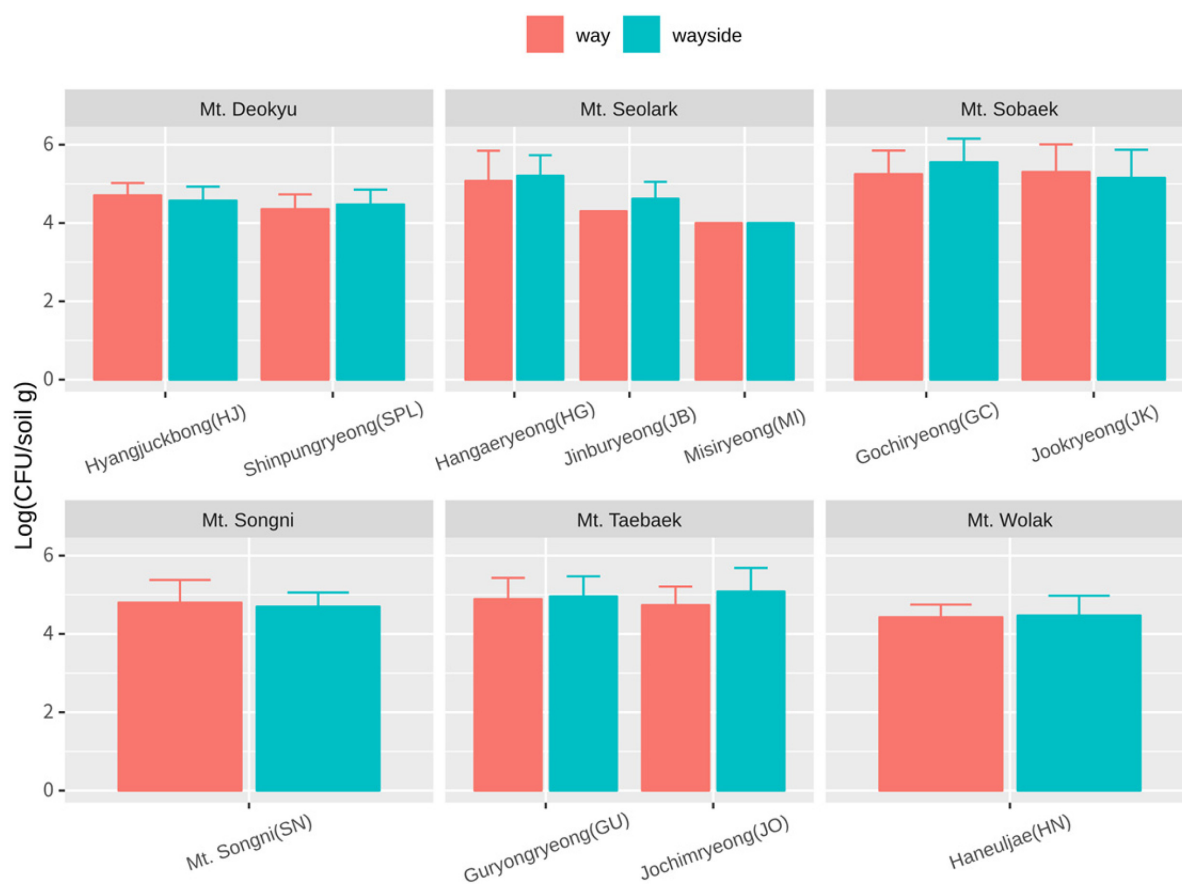 way wayside
Mt. Deokyu Mt. Seolark Mt. Sobaek
6
4
2
0
Hyangjuckbong(HJ) Shinpungryeong(SPL) Hangaeryeong(HG) Jinburyeong(JB) Misiryeong(MI) Gochiryeong(GC) Jookryeong(JK)
Log(CFU/soil g)
Mt. Songni Mt. Taebaek Mt. Wolak
6
4
2
0
Mt. Songni(SN) Guryongryeong(GU) Jochimryeong(JO) Haneuljae(HN)